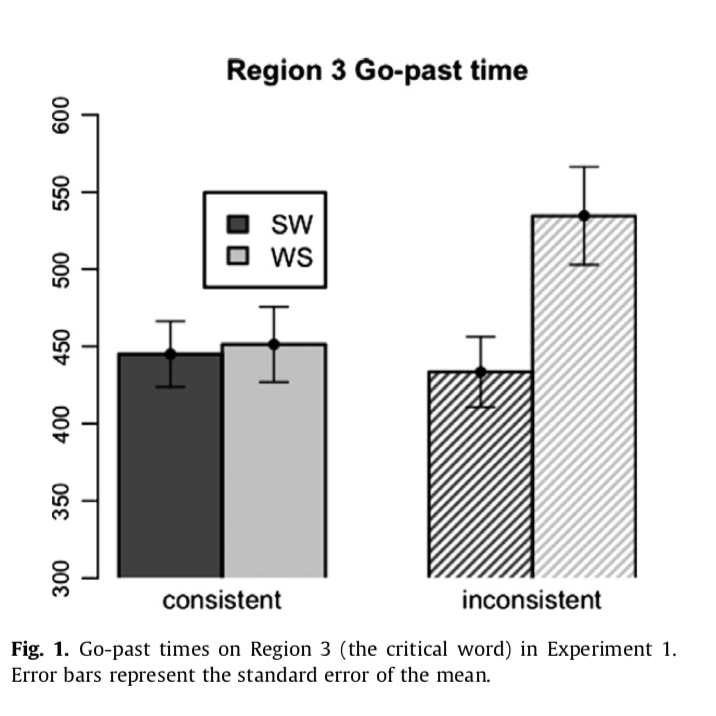 Region 3 Go-past time
600
550
500
450
400
350
300
SW
WS
consistent
inconsistent
Fig. 1. Go-past times on Region 3 (the critical word) in Experiment 1.
Error bars represent the standard error of the mean.